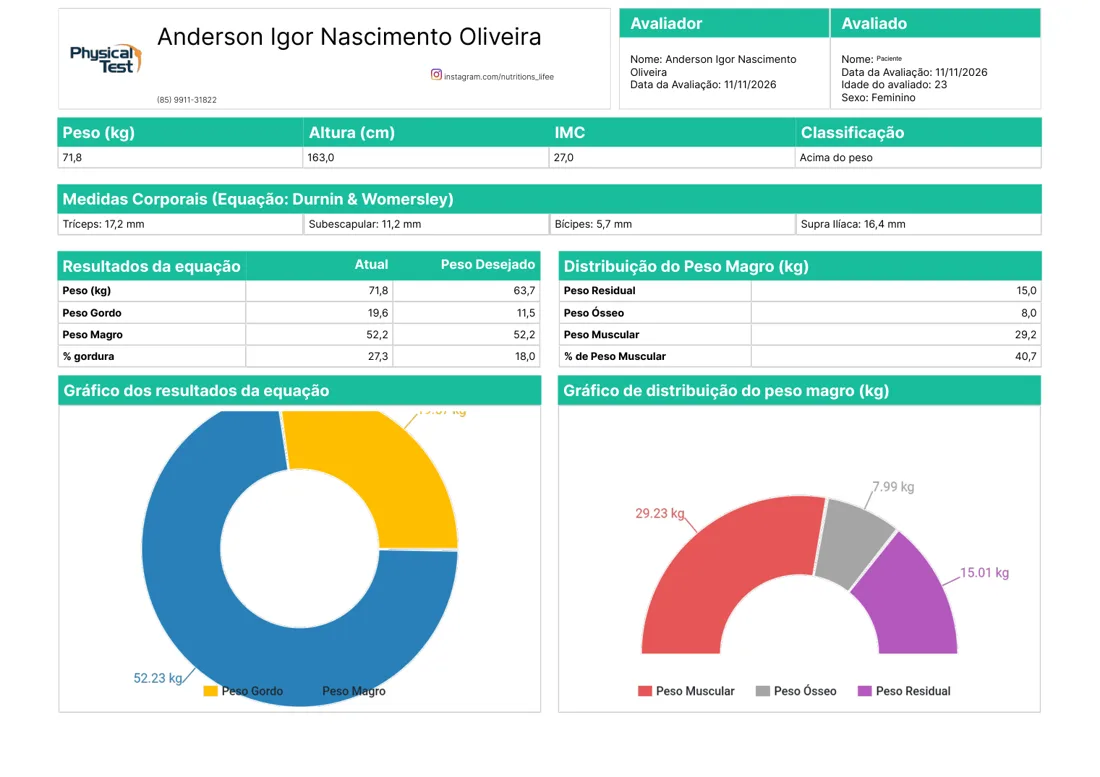 Physical Test
Anderson Igor Nascimento Oliveira
instagram.com/nutritions_lifee
(85) 9911-31822
Avaliador
Nome: Anderson Igor Nascimento
Oliveira
Data da Avaliação: 11/11/2026
Avaliado
Nome: Paciente
Data da Avaliação: 11/11/2026
Idade do avaliado: 23
Sexo: Feminino
Peso (kg) Altura (cm) IMC Classificação
71,8 163,0 27,0 Acima do peso
Medidas Corporais (Equação: Durnin & Womersley)
Tríceps: 17,2 mm Subescapular: 11,2 mm Bícipes: 5,7 mm Supra Ilíaca: 16,4 mm
Resultados da equação Atual Peso Desejado
Peso (kg) 71,8 63,7
Peso Gordo 19,6 11,5
Peso Magro 52,2 52,2
% gordura 27,3 18,0
Distribuição do Peso Magro (kg)
Peso Residual 15,0
Peso Ósseo 8,0
Peso Muscular 29,2
% de Peso Muscular 40,7
Gráfico dos resultados da equação
52.23 kg
Peso Gordo Peso Magro
Gráfico de distribuição do peso magro (kg)
7.99 kg
29.23 kg
15.01 kg
Peso Muscular Peso Ósseo Peso Residual